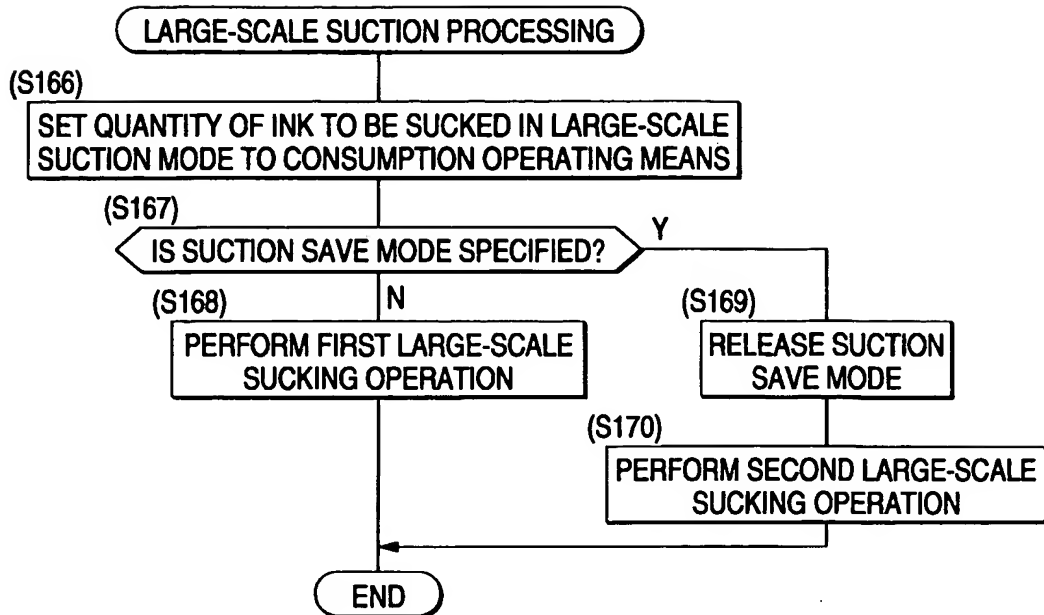 LARGE-SCALE SUCTION PROCESSING
(S166)
SET QUANTITY OF INK TO BE SUCKED IN LARGE-SCALE
SUCTION MODE TO CONSUMPTION OPERATING MEANS
(S167)
IS SUCTION SAVE MODE SPECIFIED?
Y
N
(S168)
PERFORM FIRST LARGE-SCALE
SUCKING OPERATION
(S169)
RELEASE SUCTION
SAVE MODE
(S170)
PERFORM SECOND LARGE-SCALE
SUCKING OPERATION
END